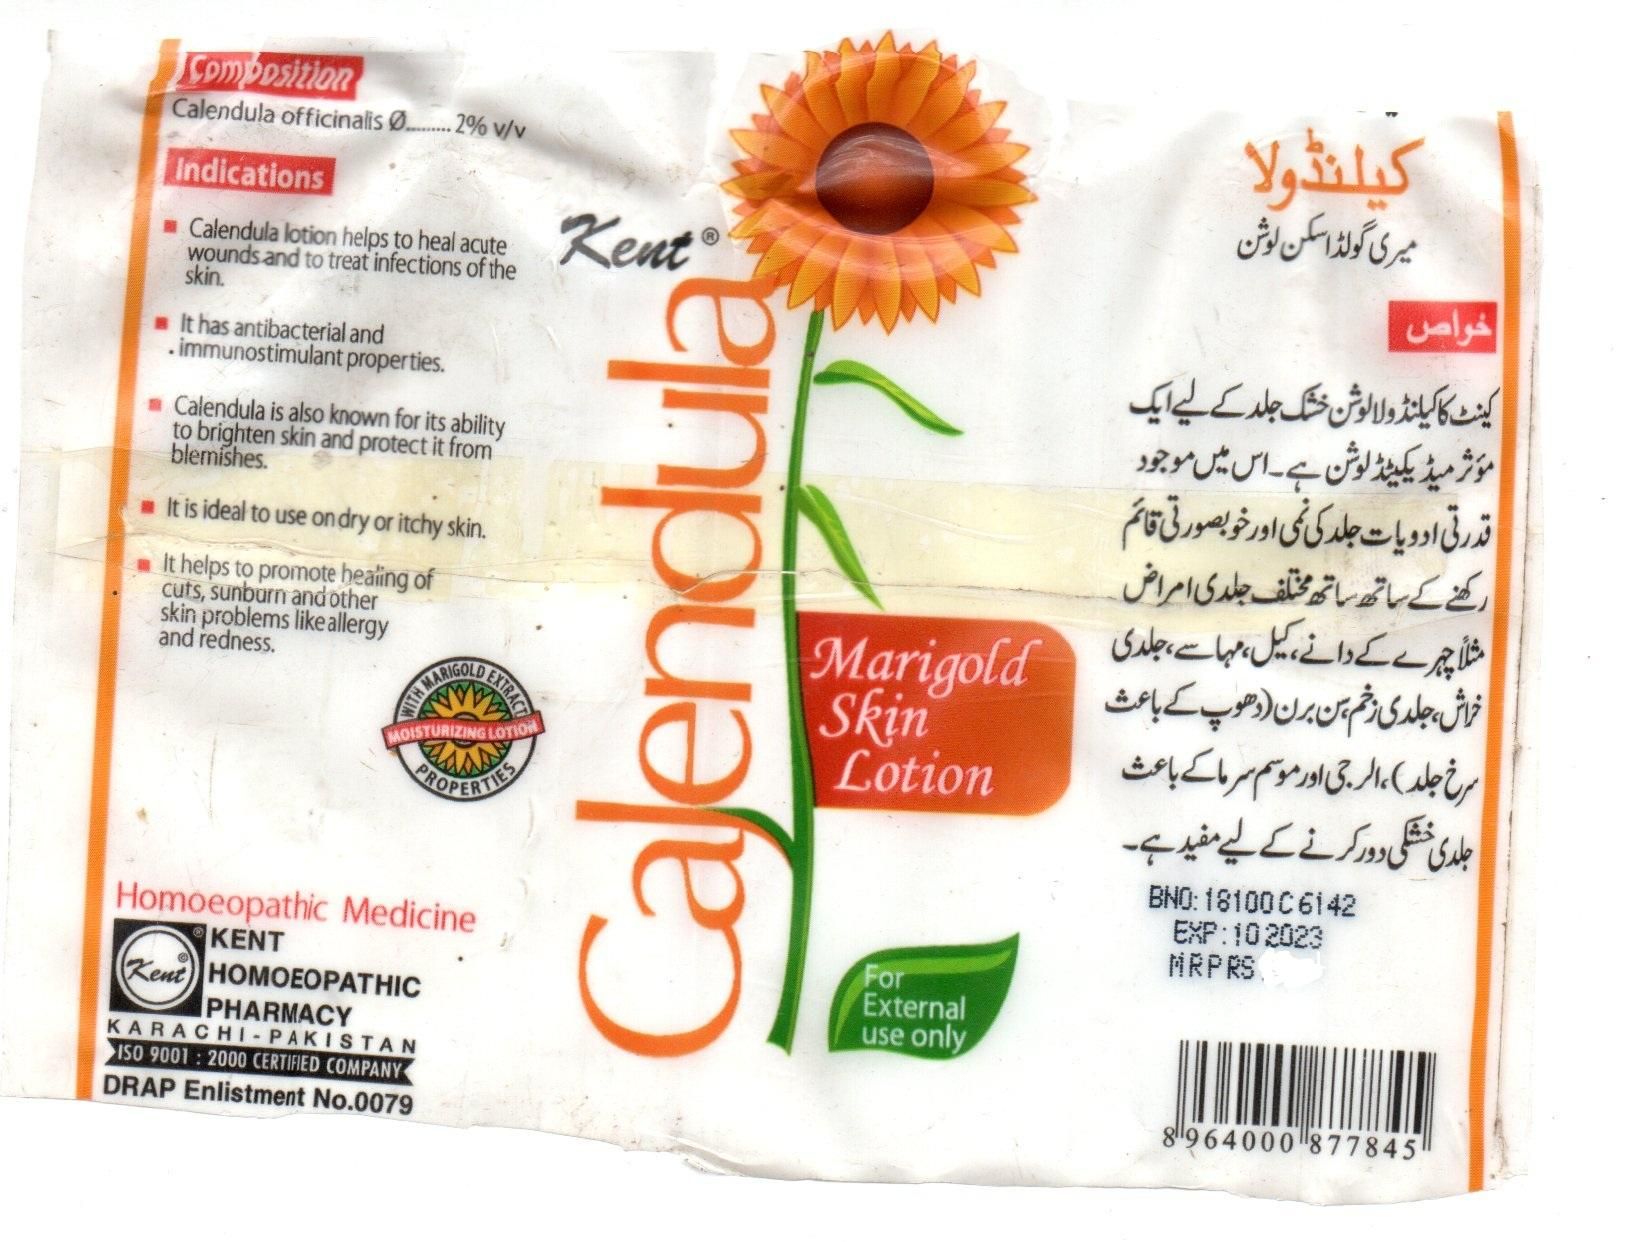 Composition
Calendula officinalis Ø......... 2% v/v
Indications
Calendula lotion helps to heal acute
wounds and to treat infections of the
skin.
It has antibacterial and
immunostimulant properties.
Calendula is also known for its ability
to brighten skin and protect it from
blemishes.
It is ideal to use on dry or itchy skin.
It helps to promote healing of
cuts, sunburn and other
skin problems like allergy
and redness.
WITH MARIGOLD EXTRACT
MOISTURIZING LOTION
PROPERTIES
Homoeopathic Medicine
Kent®
KENT
HOMOEOPATHIC
PHARMACY
KARACHI-PAKISTAN
ISO 9001 : 2000 CERTIFIED COMPANY
DRAP Enlistment No.0079
Kent®
Calendula
Marigold
Skin
Lotion
For
External
use only
کیلنڈولا
میری گولڈ اسکن لوشن
خواص
کینٹ کا کیلنڈولا لوشن خشک جلد کے لیے ایک
مؤثر میڈیکیٹڈ لوشن ہے۔ اس میں موجود
قدرتی ادویات جلد کی نمی اور خوبصورتی قائم
رکھنے کے ساتھ ساتھ مختلف جلدی امراض
مثلاً چہرے کے دانے، کیل، مہاسے، جلدی
خراش، جلدی زخم، سن برن (دھوپ کے باعث
سرخ جلد)، الرجی اور موسم سرما کے باعث
جلدی خشکی دور کرنے کے لیے مفید ہے۔
BNO: 18100C6142
EXP: 10 2023
MRP RS
8 964000 877845